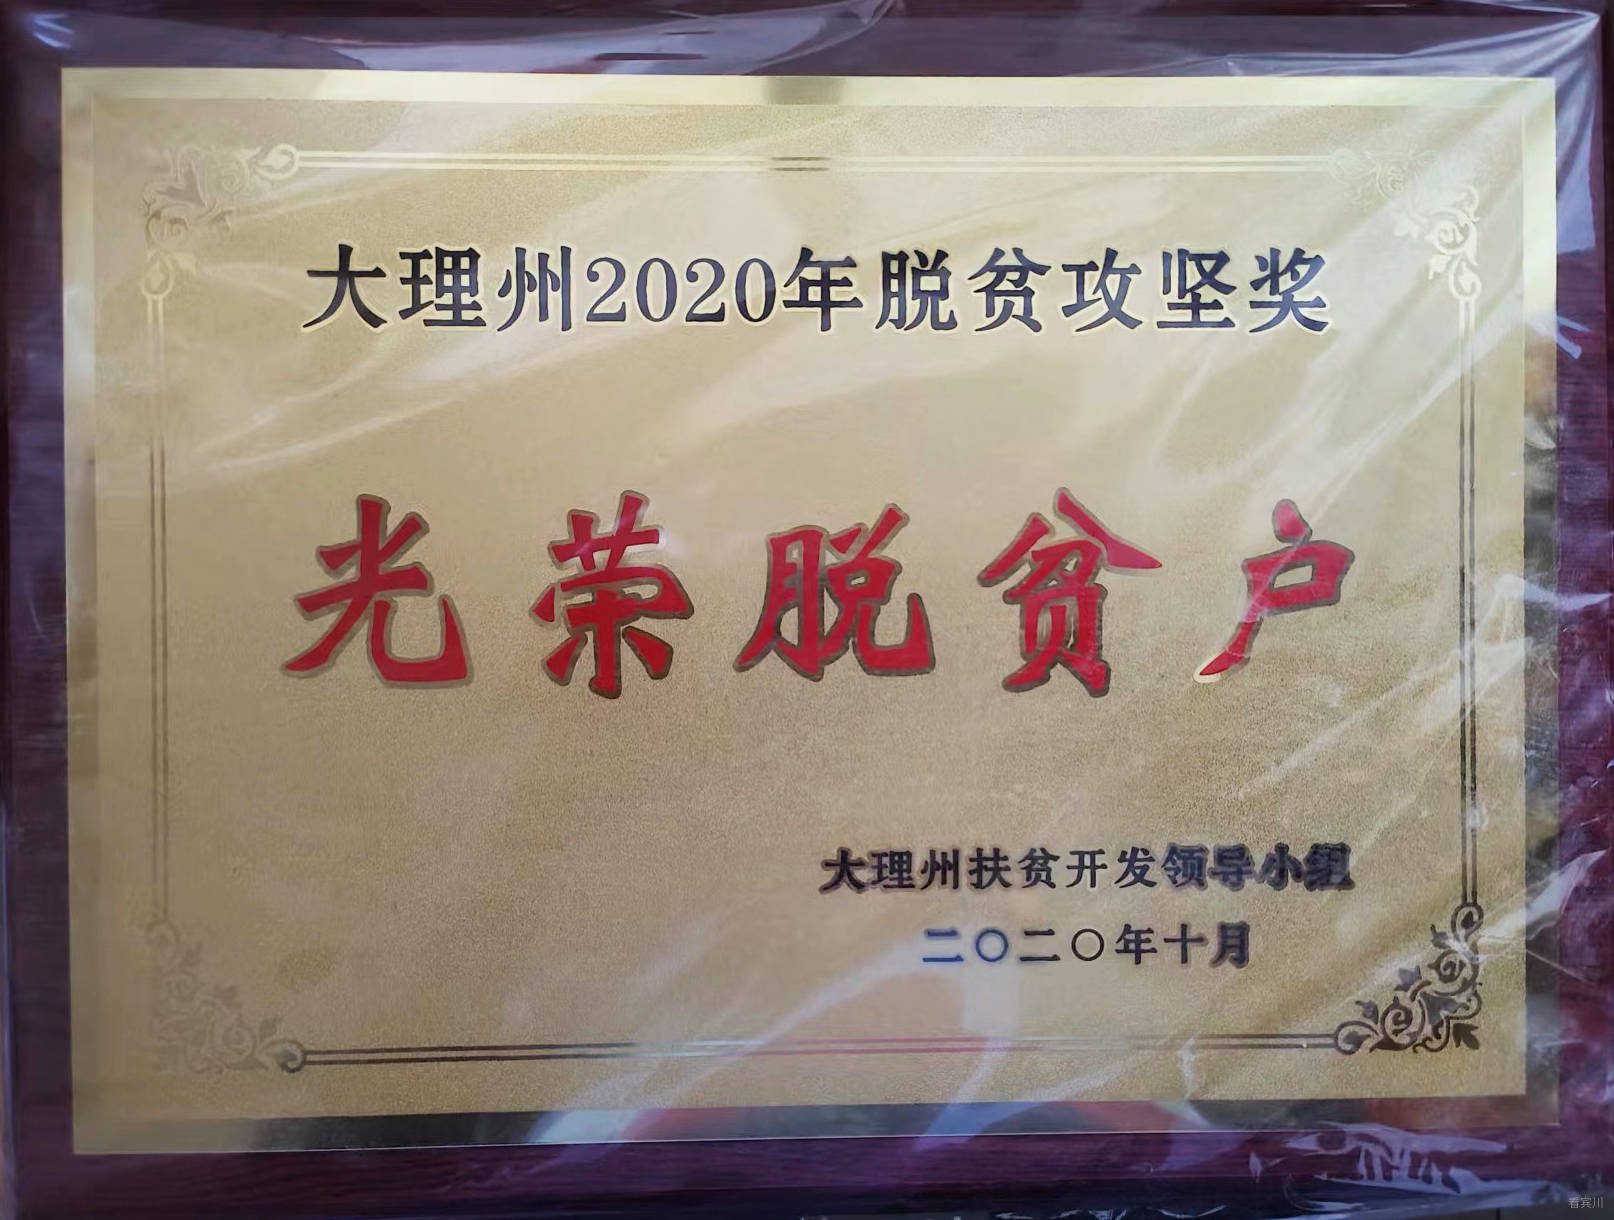 大理州2020年脱贫攻坚奖
光荣脱贫户
大理州扶贫开发领导小组
二〇二〇年十月
看宾川